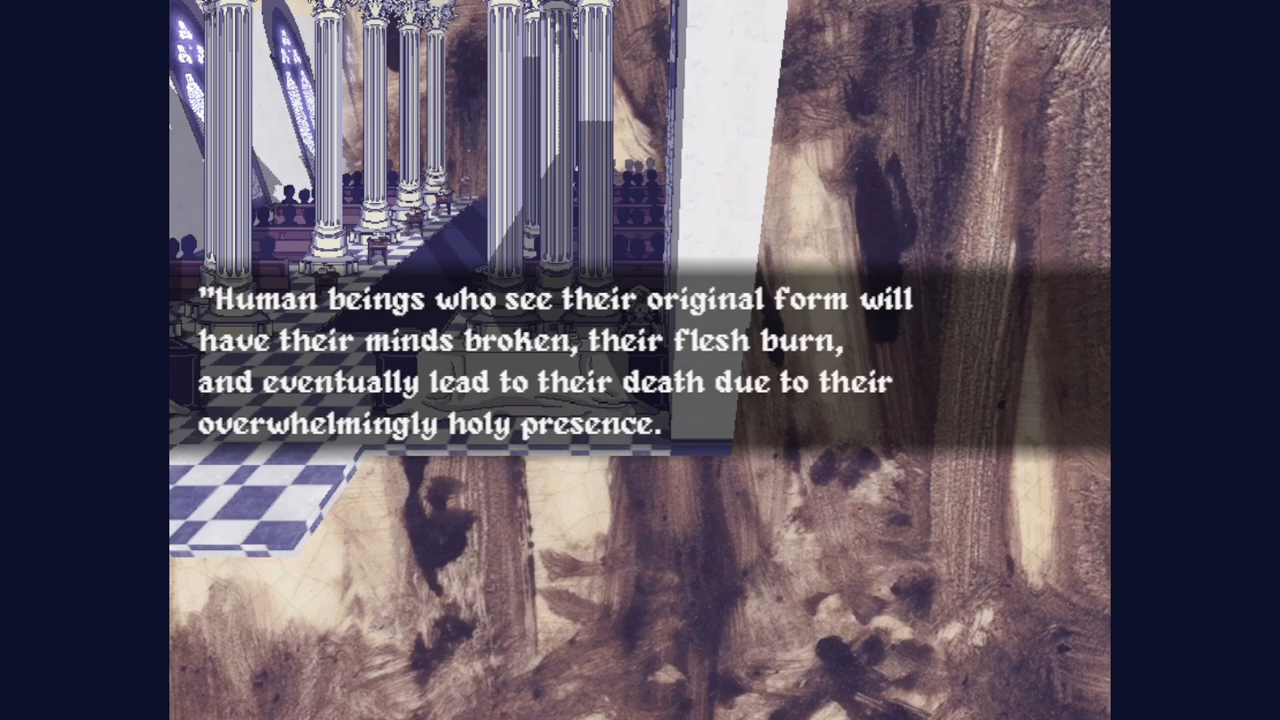 "Human beings who see their original form will
have their minds broken, their flesh burn,
and eventually lead to their death due to their
overwhelmingly holy presence.